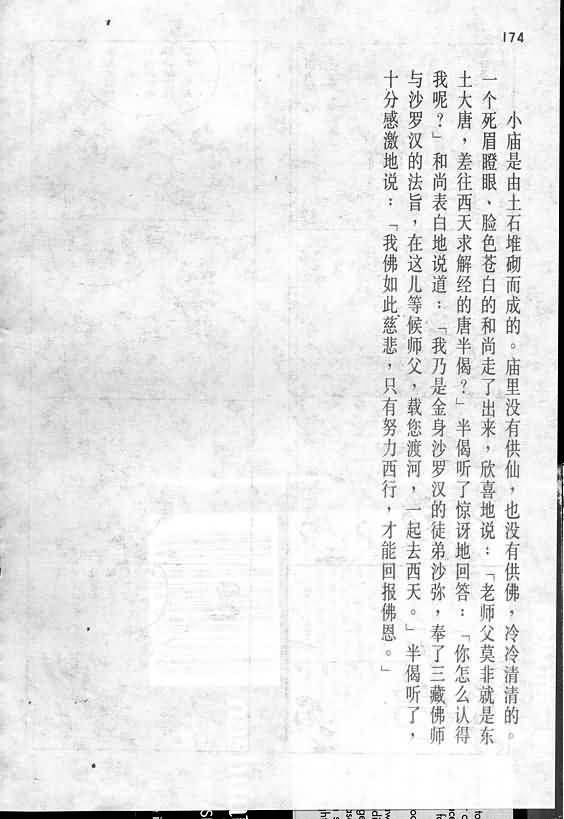 174
小庙是由土石堆砌而成的。庙里没有供仙，也没有供佛，冷冷清清的。
一个死眉瞪眼、脸色苍白的和尚走了出来，欣喜地说：「老师父莫非就是东
土大唐，差往西天求解经的唐半偈？」半偈听了惊讶地回答：「你怎么认得
我呢？」和尚表白地说道：「我乃是金身沙罗汉的徒弟沙弥，奉了三藏佛师
与沙罗汉的法旨，在这儿等候师父，载您渡河，一起去西天。」半偈听了，
十分感激地说：「我佛如此慈悲，只有努力西行，才能回报佛恩。」